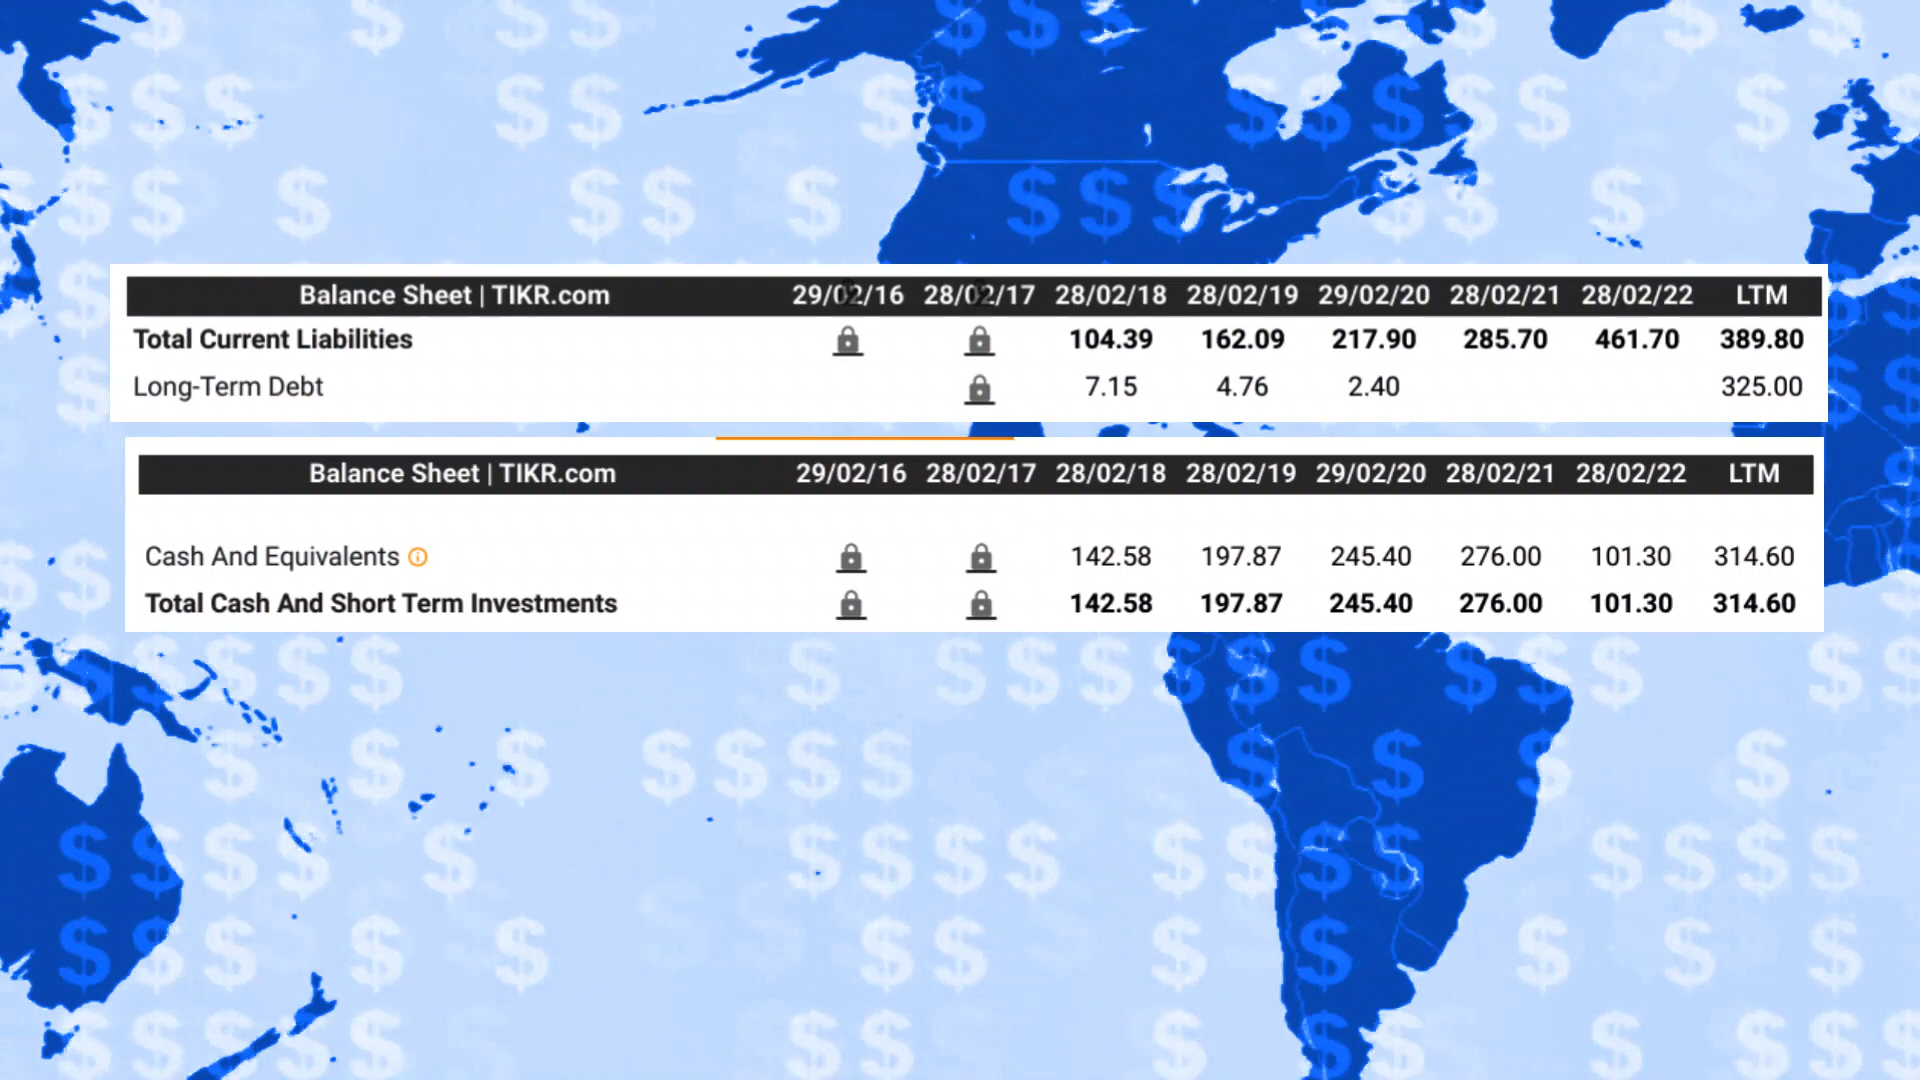 Balance Sheet | TIKR.com 29/02/16 28/02/17 28/02/18 28/02/19 29/02/20 28/02/21 28/02/22 LTM
Total Current Liabilities 104.39 162.09 217.90 285.70 461.70 389.80
Long-Term Debt 7.15 4.76 2.40 325.00
Balance Sheet | TIKR.com 29/02/16 28/02/17 28/02/18 28/02/19 29/02/20 28/02/21 28/02/22 LTM
Cash And Equivalents 142.58 197.87 245.40 276.00 101.30 314.60
Total Cash And Short Term Investments 142.58 197.87 245.40 276.00 101.30 314.60